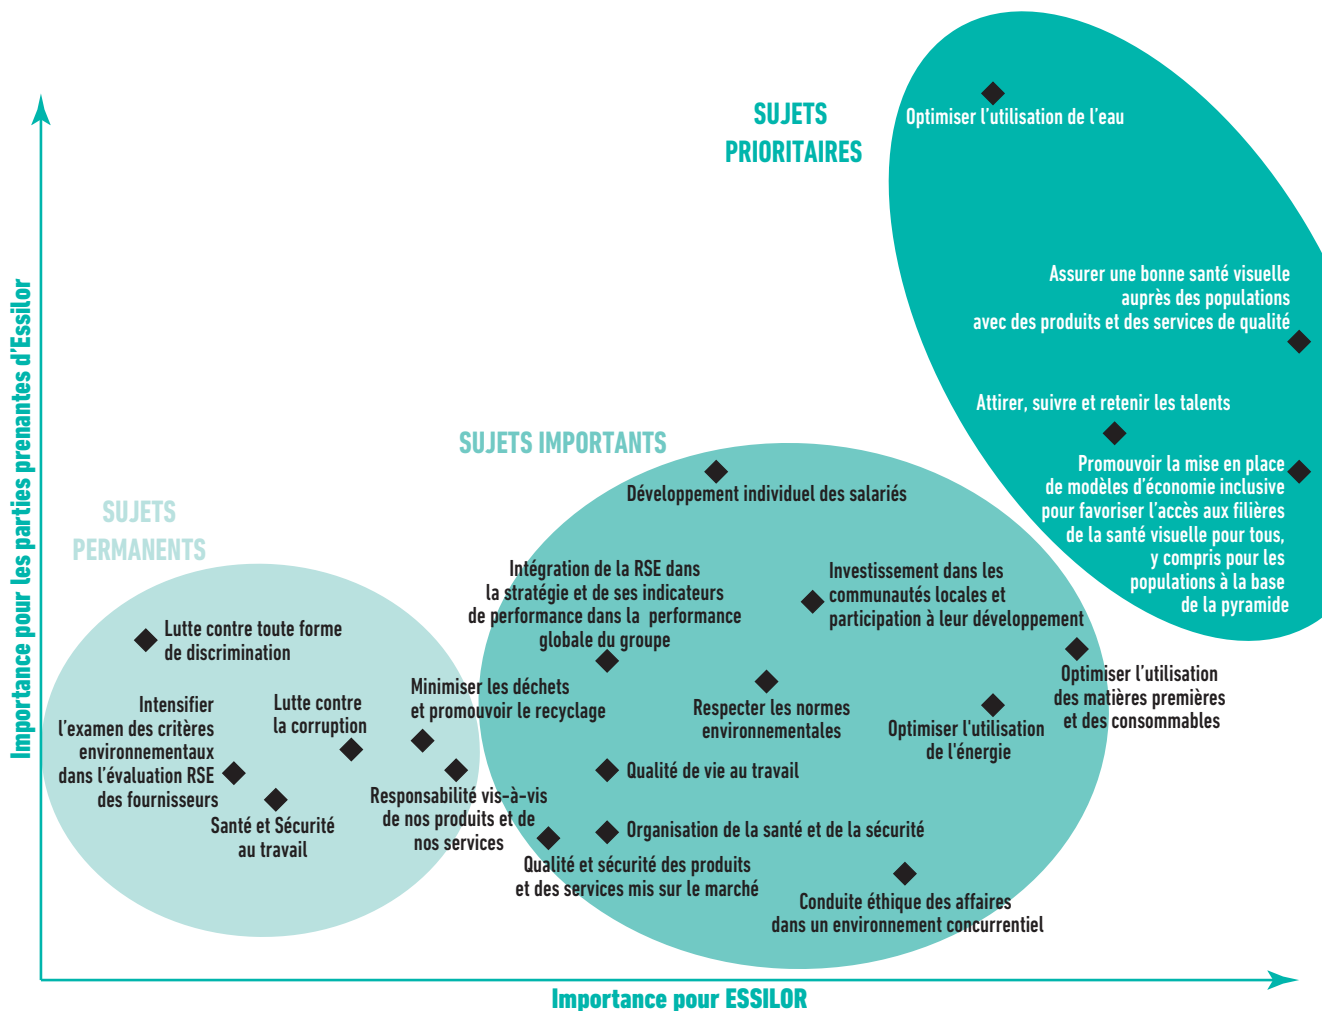 SUJETS
PRIORITAIRES
Optimiser l'utilisation de l'eau
Assurer une bonne santé visuelle
auprès des populations
avec des produits et des services de qualité
Attirer, suivre et retenir les talents
Promouvoir la mise en place
de modèles d'économie inclusive
pour favoriser l'accès aux filières
de la santé visuelle pour tous,
y compris pour les
populations à la base
de la pyramide
SUJETS IMPORTANTS
Développement individuel des salariés
Intégration de la RSE dans
la stratégie et de ses indicateurs
de performance dans la performance
globale du groupe
Investissement dans les
communautés locales et
participation à leur développement
Optimiser l'utilisation
des matières premières
et des consommables
Respecter les normes
environnementales
Optimiser l'utilisation
de l'énergie
Qualité de vie au travail
Organisation de la santé et de la sécurité
Qualité et sécurité des produits
et des services mis sur le marché
Conduite éthique des affaires
dans un environnement concurrentiel
SUJETS
PERMANENTS
Lutte contre toute forme
de discrimination
Intensifier
l'examen des critères
environnementaux
dans l'évaluation RSE
des fournisseurs
Lutte contre
la corruption
Minimiser les déchets
et promouvoir le recyclage
Santé et Sécurité
au travail
Responsabilité vis-à-vis
de nos produits et de
nos services
Importance pour les parties prenantes d'Essilor
Importance pour ESSILOR